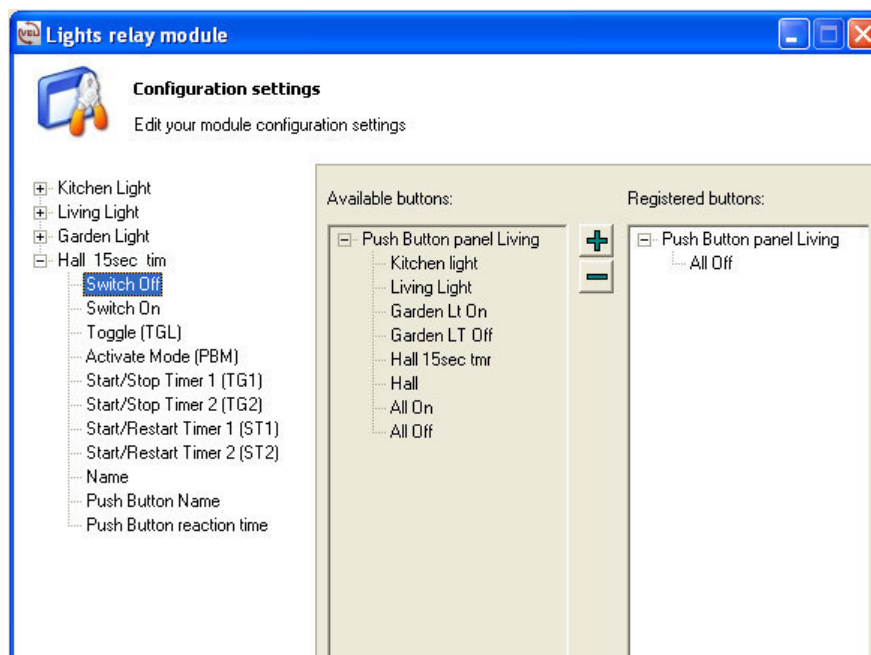 VEL
Lights relay module
Configuration settings
Edit your module configuration settings
Kitchen Light
Living Light
Garden Light
Hall 15sec tim
Switch Off
Switch On
Toggle (TGL)
Activate Mode (PBM)
Start/Stop Timer 1 (TG1)
Start/Stop Timer 2 (TG2)
Start/Restart Timer 1 (ST1)
Start/Restart Timer 2 (ST2)
Name
Push Button Name
Push Button reaction time
Available buttons:
Push Button panel Living
Kitchen light
Living Light
Garden Lt On
Garden LT Off
Hall 15sec tmr
Hall
All On
All Off
Registered buttons:
Push Button panel Living
All Off